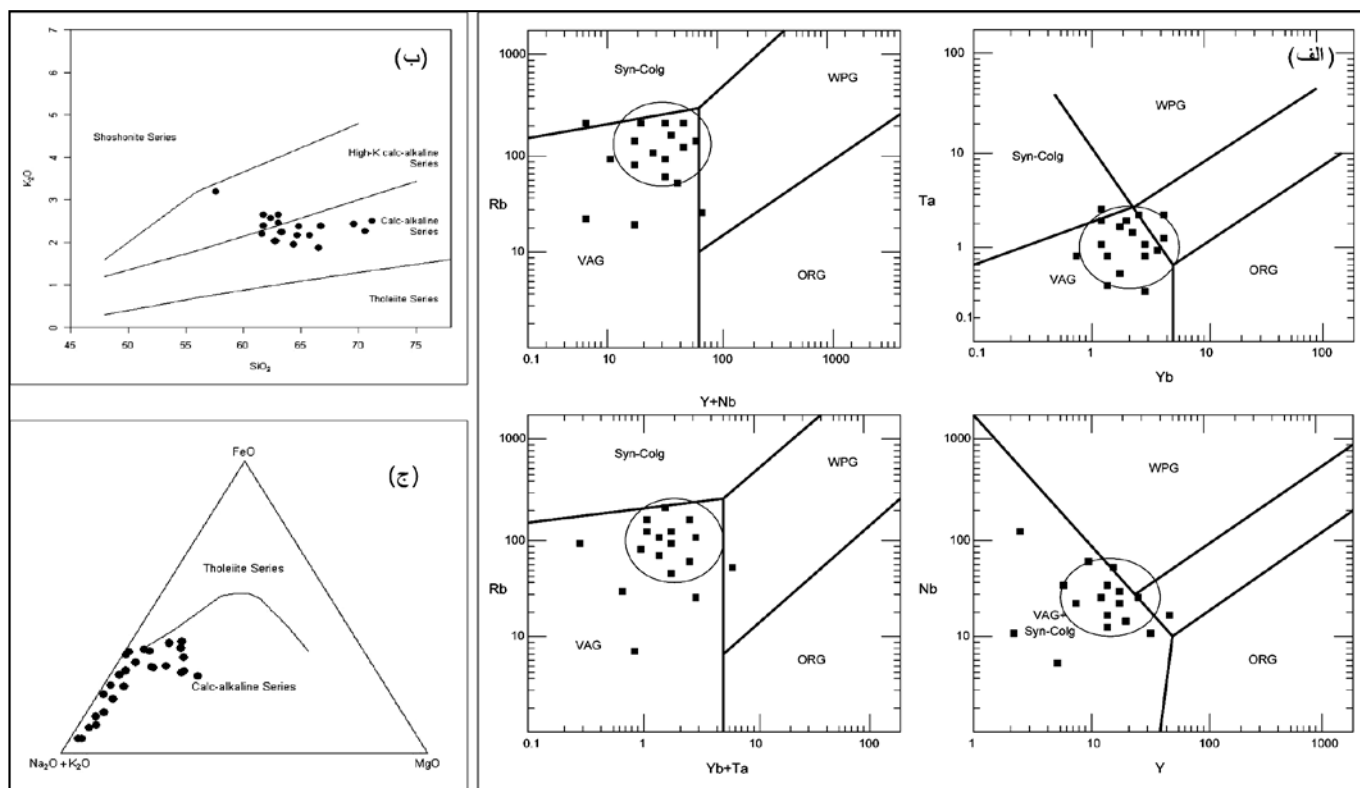 (ب)
7
6
5
4
3
2
1
0
K₂O
Shoshonite Series
High-K calc-alkaline
Series
Calc-alkaline
Series
Tholeiite Series
45
50
55
60
65
70
75
SiO₂
1000
100
10
Rb
Syn-Colg
WPG
VAG
ORG
0.1
10
100
1000
Y+Nb
(الف)
100
10
1
0.1
Ta
WPG
Syn-Colg
VAG
ORG
0.1
1
10
100
Yb
(ج)
FeO
Tholeiite Series
Calc-alkaline Series
Na₂O + K₂O
MgO
1000
100
10
Rb
Syn-Colg
WPG
VAG
ORG
0.1
1
10
100
Yb+Ta
1000
100
10
Nb
WPG
VAG+
Syn-Colg
ORG
1
10
100
1000
Y